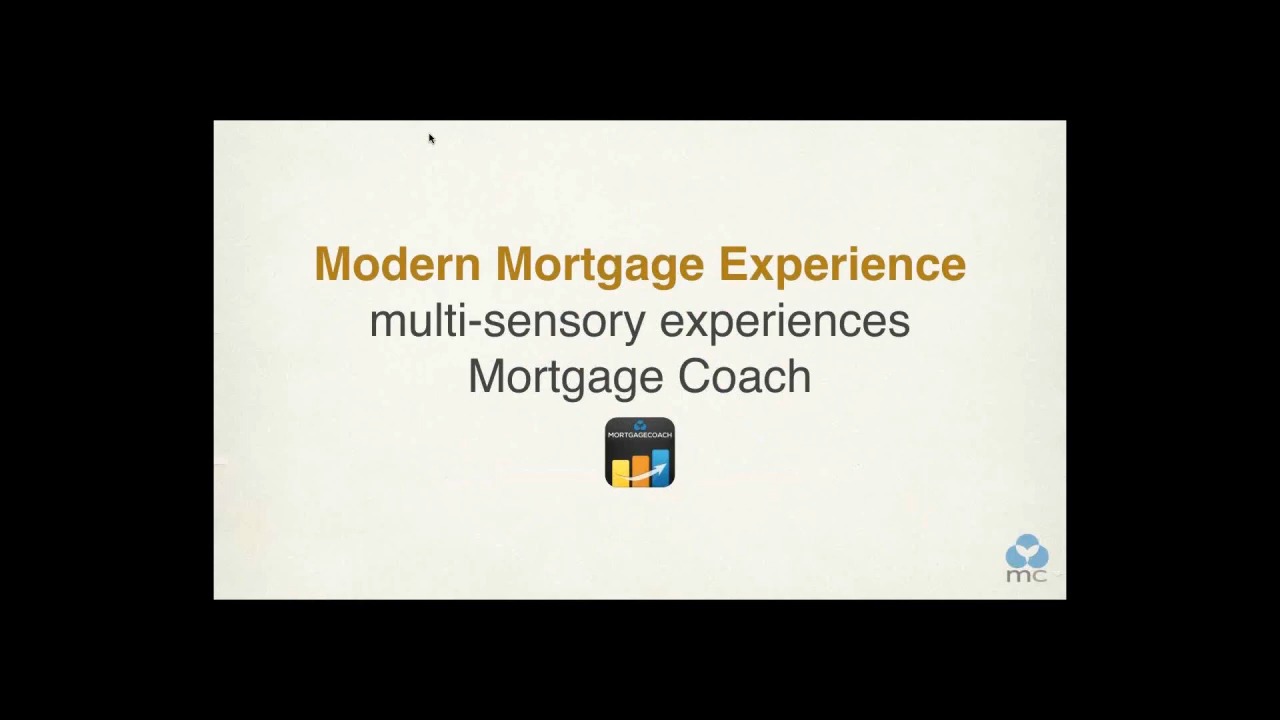 Modern Mortgage Experience
multi-sensory experiences
Mortgage Coach
MORTGAGECOACH
mc